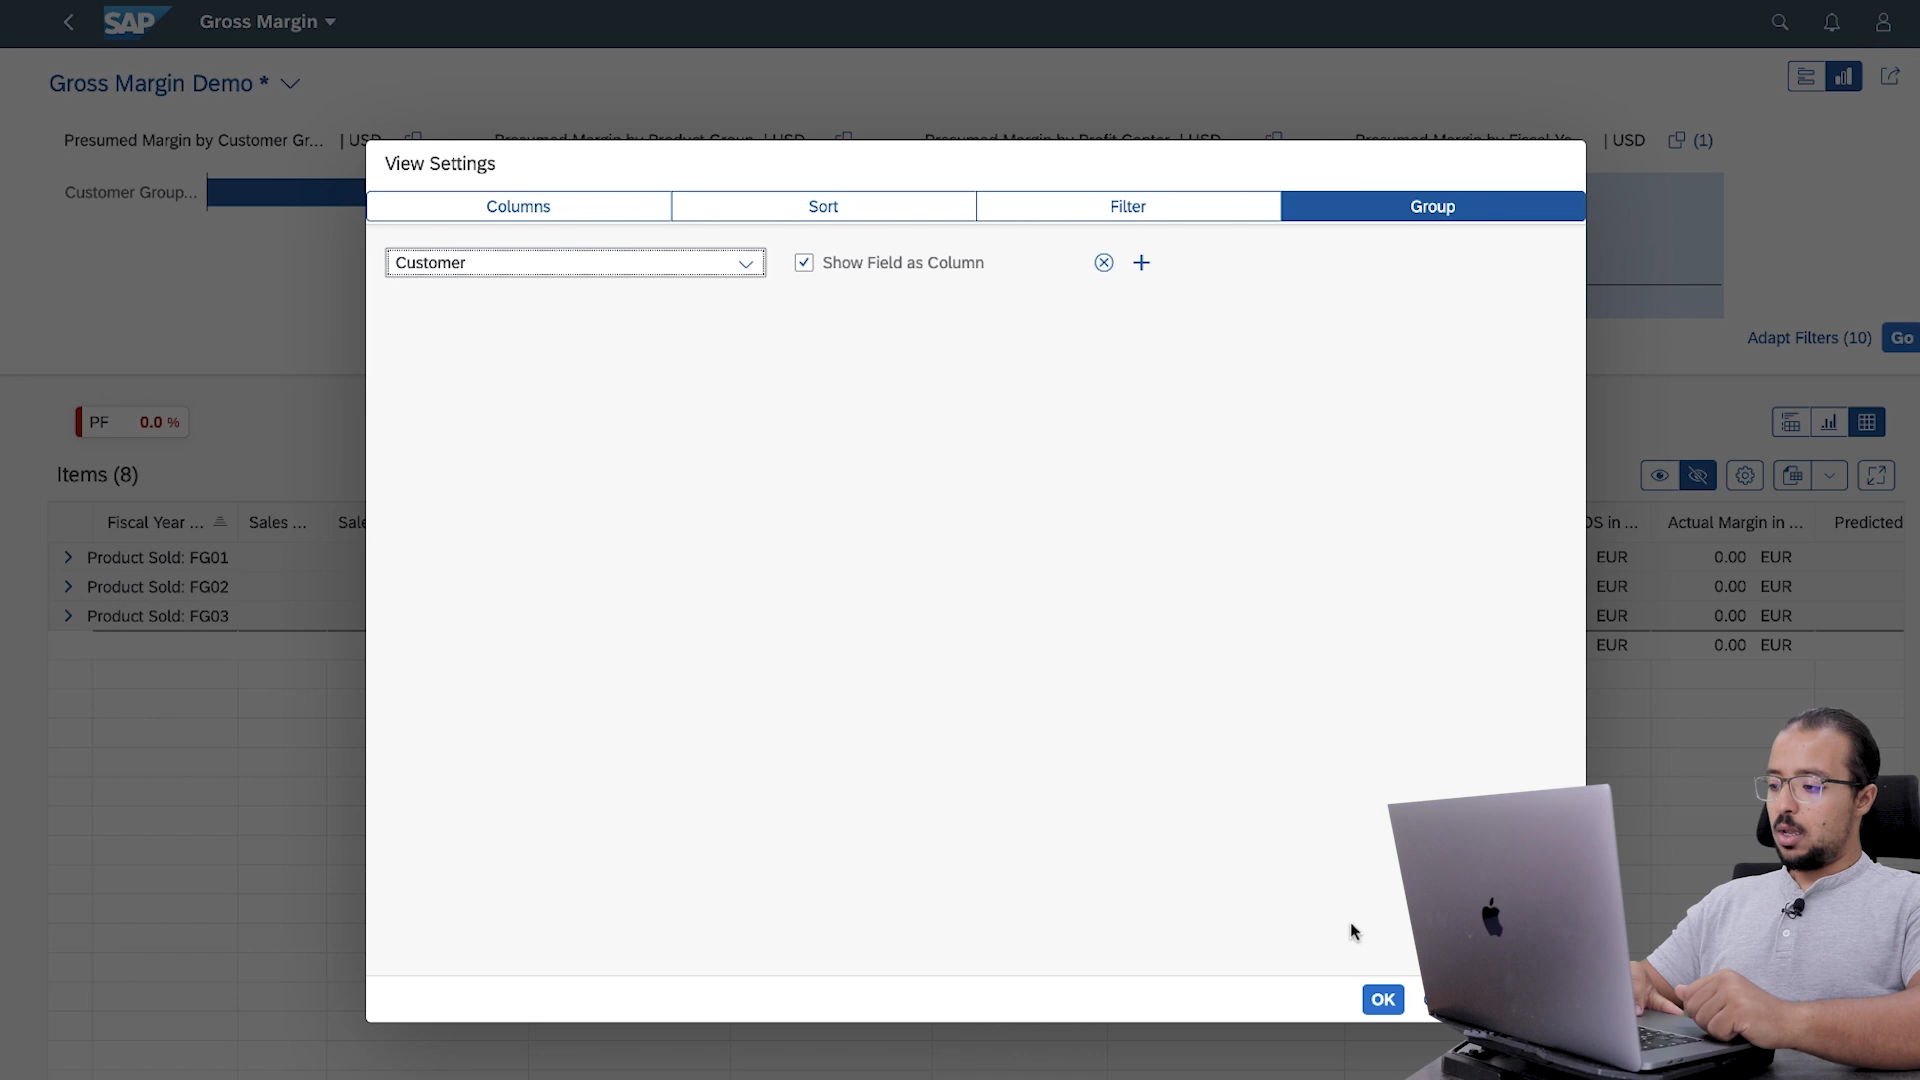 SAP Gross Margin
Gross Margin Demo *
Presumed Margin by Customer Gr... | USD
Presumed Margin by Product Group | USD
Presumed Margin by Profit Center | USD
Presumed Margin by Fiscal Ye... | USD (1)
Customer Group...
View Settings
Columns Sort Filter Group
Customer Show Field as Column
Adapt Filters (10) Go
PF 0.0 %
Items (8)
Fiscal Year ... Sales ... Sale DS in ... Actual Margin in ... Predicted
Product Sold: FG01 EUR 0.00 EUR
Product Sold: FG02 EUR 0.00 EUR
Product Sold: FG03 EUR 0.00 EUR
EUR 0.00 EUR
OK